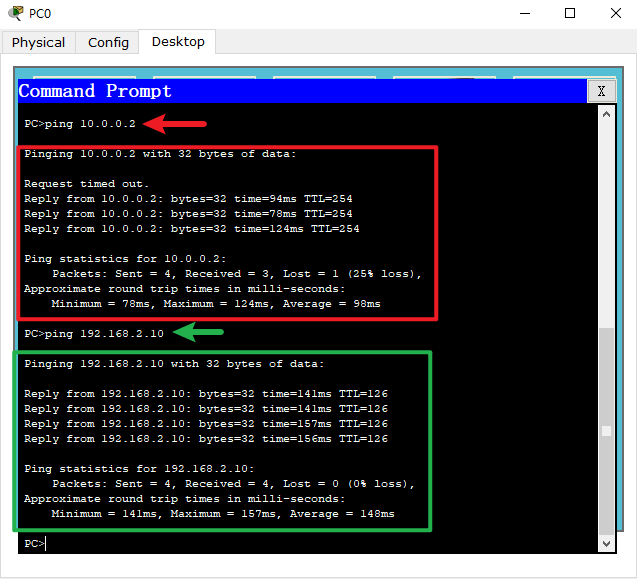 PC0
Physical Config Desktop
Command Prompt X
PC>ping 10.0.0.2
Pinging 10.0.0.2 with 32 bytes of data:
Request timed out.
Reply from 10.0.0.2: bytes=32 time=94ms TTL=254
Reply from 10.0.0.2: bytes=32 time=78ms TTL=254
Reply from 10.0.0.2: bytes=32 time=124ms TTL=254
Ping statistics for 10.0.0.2:
Packets: Sent = 4, Received = 3, Lost = 1 (25% loss),
Approximate round trip times in milli-seconds:
Minimum = 78ms, Maximum = 124ms, Average = 98ms
PC>ping 192.168.2.10
Pinging 192.168.2.10 with 32 bytes of data:
Reply from 192.168.2.10: bytes=32 time=141ms TTL=126
Reply from 192.168.2.10: bytes=32 time=141ms TTL=126
Reply from 192.168.2.10: bytes=32 time=157ms TTL=126
Reply from 192.168.2.10: bytes=32 time=156ms TTL=126
Ping statistics for 192.168.2.10:
Packets: Sent = 4, Received = 4, Lost = 0 (0% loss),
Approximate round trip times in milli-seconds:
Minimum = 141ms, Maximum = 157ms, Average = 148ms
PC>